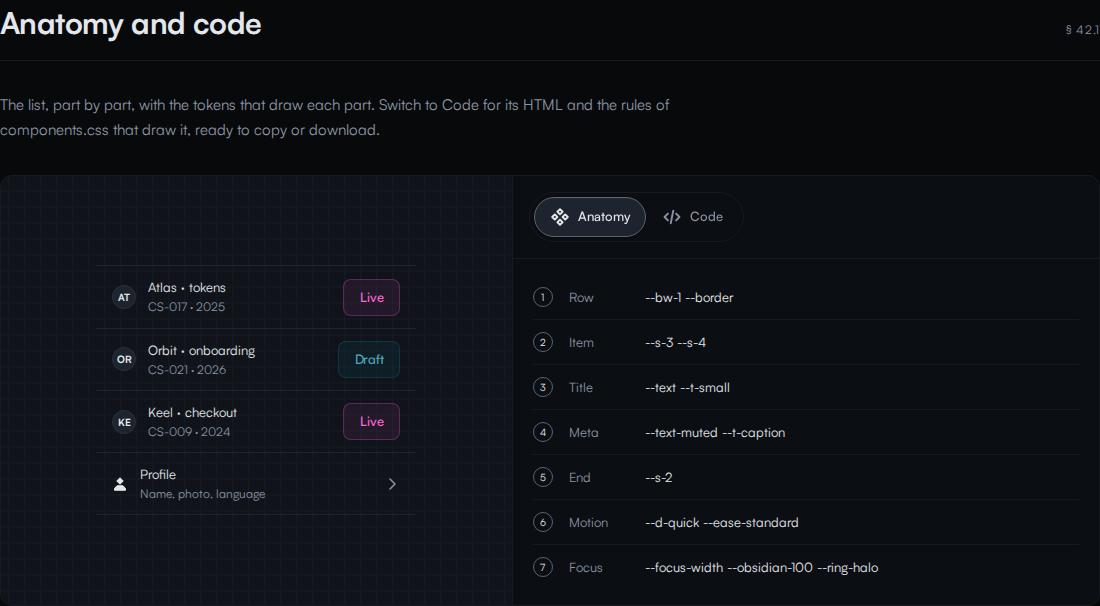 Anatomy and code
§ 42.1
The list, part by part, with the tokens that draw each part. Switch to Code for its HTML and the rules of
components.css that draw it, ready to copy or download.
AT
Atlas · tokens
CS-017 · 2025
Live
OR
Orbit · onboarding
CS-021 · 2026
Draft
KE
Keel · checkout
CS-009 · 2024
Live
Profile
Name, photo, language
Anatomy
</> Code
1 Row --bw-1 --border
2 Item --s-3 --s-4
3 Title --text --t-small
4 Meta --text-muted --t-caption
5 End --s-2
6 Motion --d-quick --ease-standard
7 Focus --focus-width --obsidian-100 --ring-halo